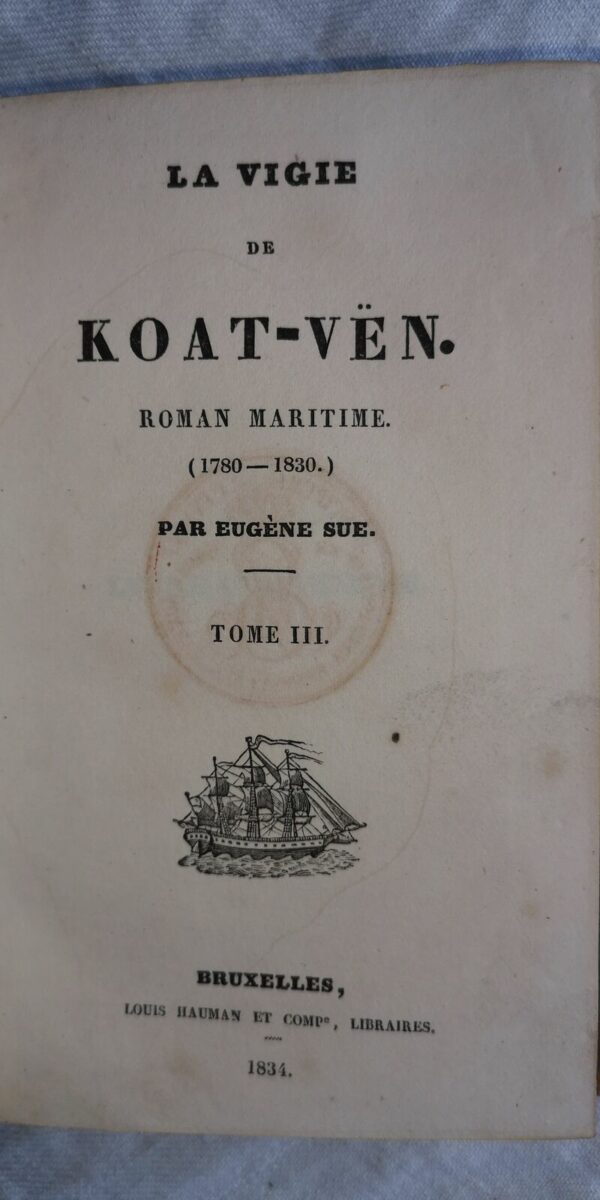 LA VIGIE
DE
KOAT-VËN.
ROMAN MARITIME.
(1780 — 1830.)
PAR EUGÈNE SUE.
TOME III.
BRUXELLES,
LOUIS HAUMAN ET COMPᵉ, LIBRAIRES.
1834.